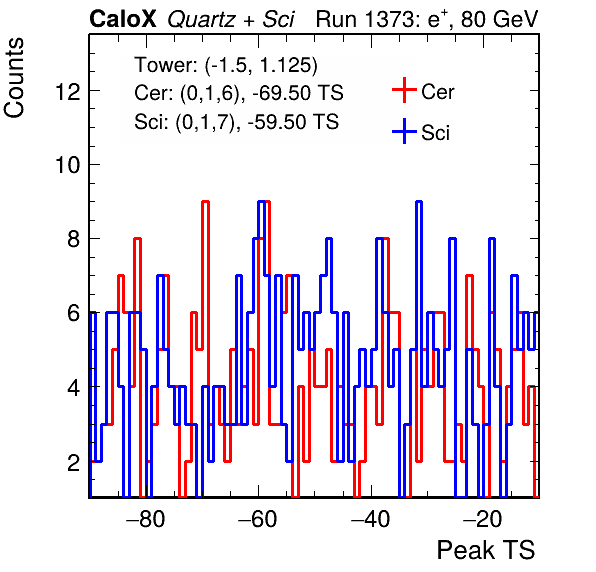 CaloX Quartz + Sci Run 1373: e+, 80 GeV
Counts
Tower: (-1.5, 1.125)
Cer: (0,1,6), -69.50 TS
Sci: (0,1,7), -59.50 TS
Cer
Sci
12
10
8
6
4
2
−80 −60 −40 −20
Peak TS